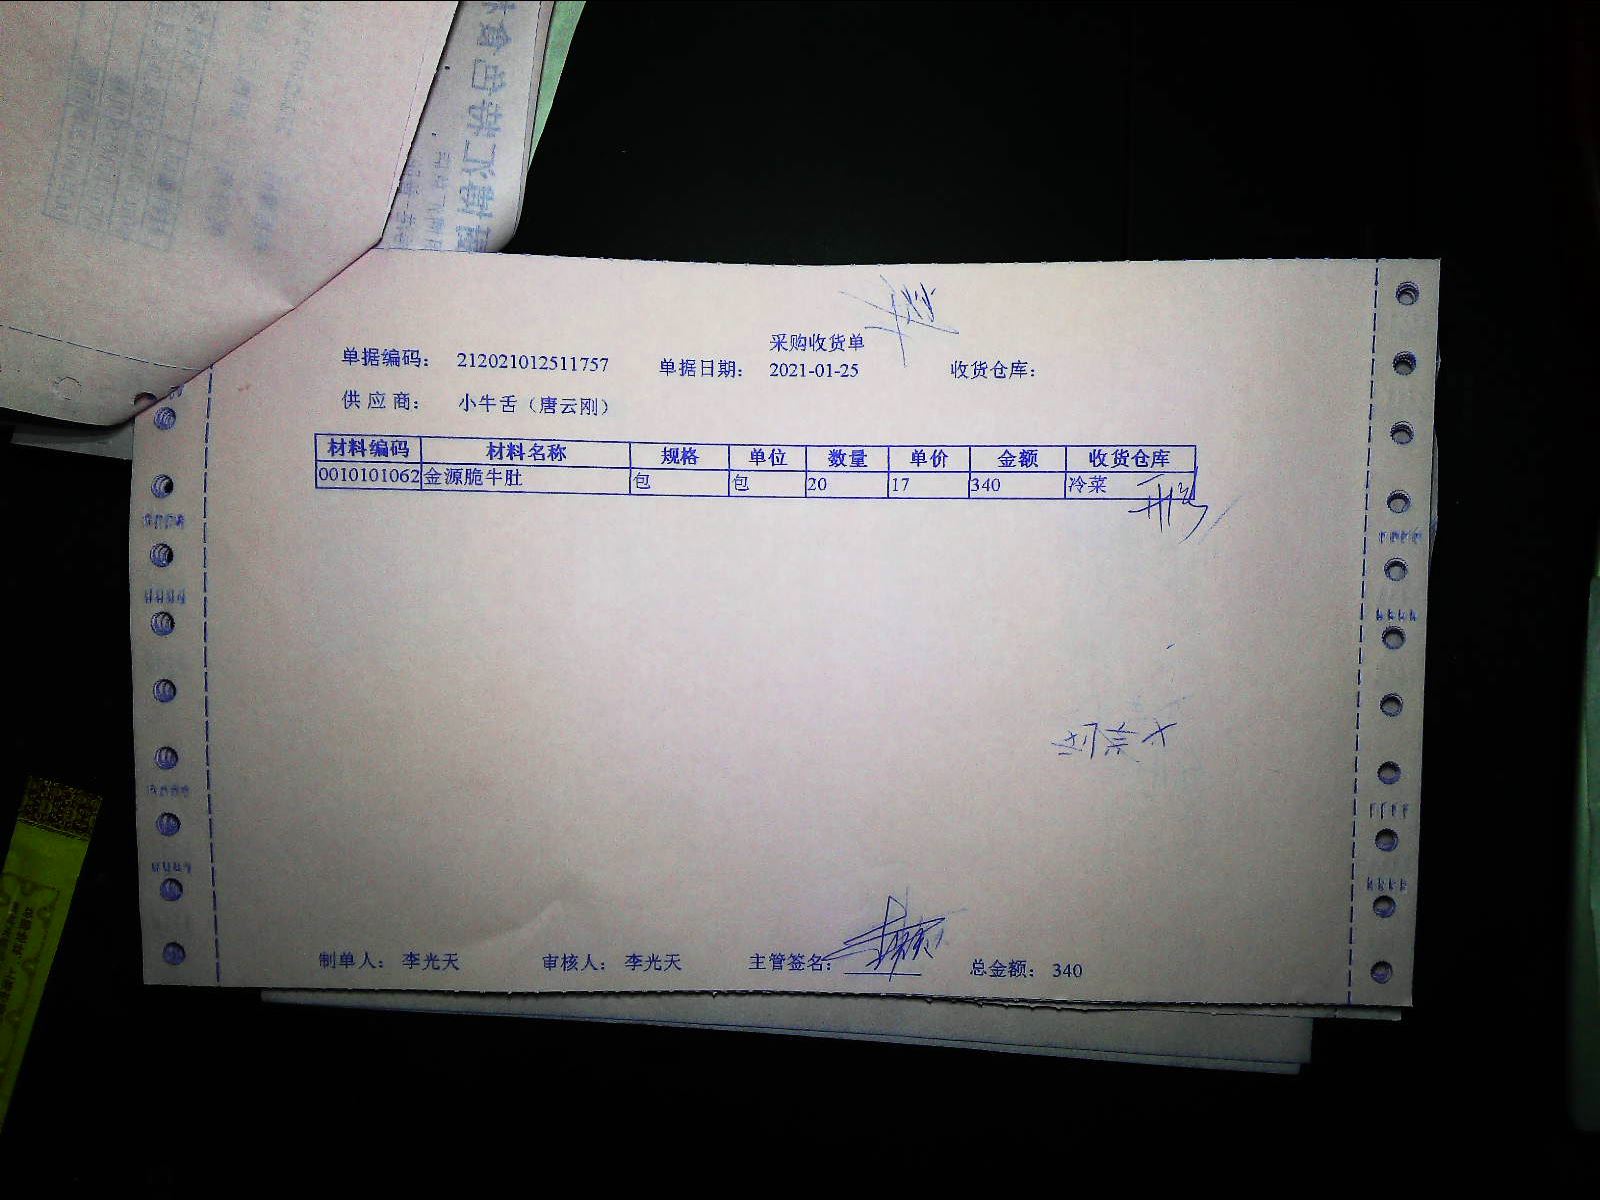 采购收货单
单据编码： 212021012511757 单据日期： 2021-01-25 收货仓库：
供 应 商： 小牛舌（唐云刚）
材料编码 材料名称 规格 单位 数量 单价 金额 收货仓库
0010101062 金源脆牛肚 包 包 20 17 340 冷菜
制单人： 李光天 审核人： 李光天 主管签名： 总金额： 340